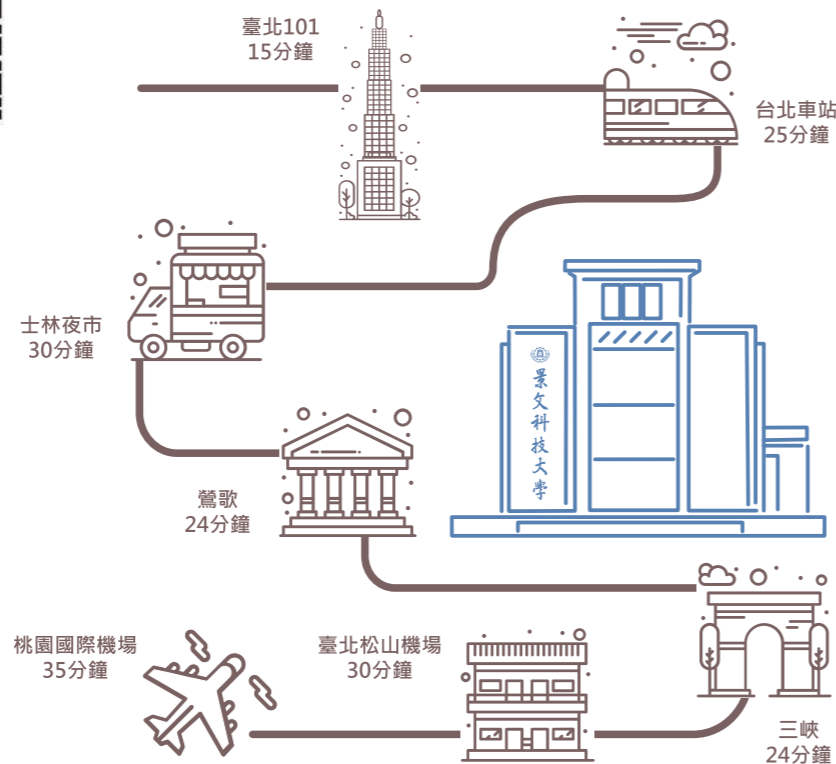 臺北101
15分鐘
台北車站
25分鐘
士林夜市
30分鐘
景文科技大學
鶯歌
24分鐘
桃園國際機場
35分鐘
臺北松山機場
30分鐘
三峽
24分鐘